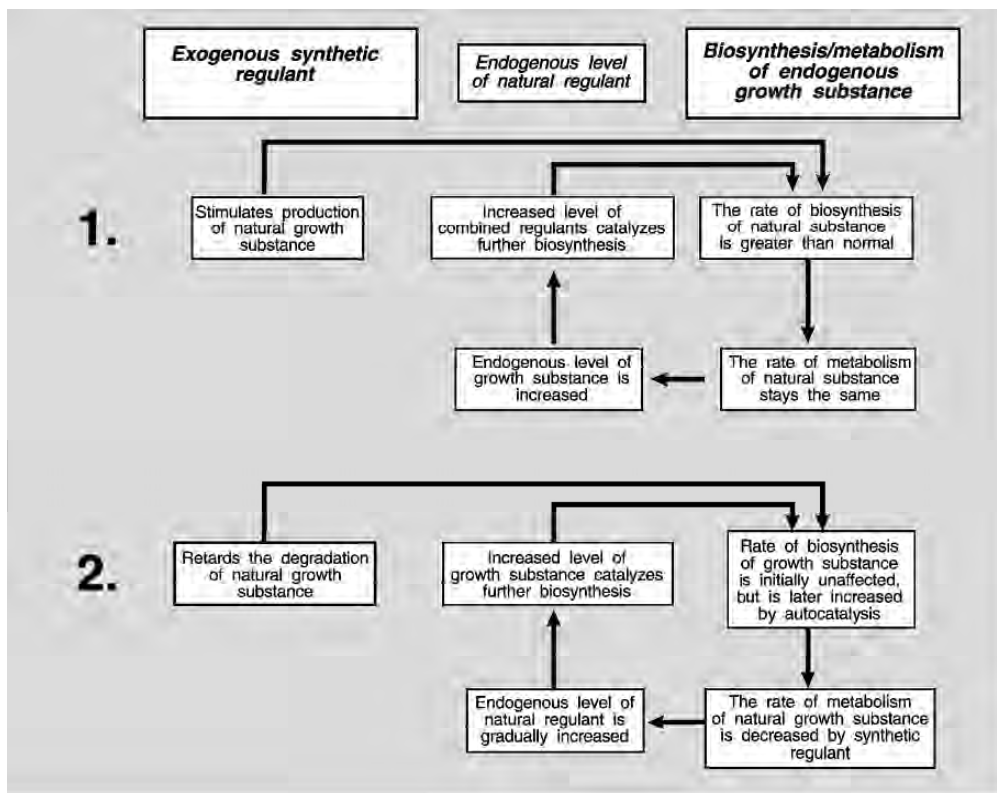 Exogenous synthetic
regulant
Endogenous level
of natural regulant
Biosynthesis/metabolism
of endogenous
growth substance
1.
Stimulates production
of natural growth
substance
Increased level of
combined regulants catalyzes
further biosynthesis
The rate of biosynthesis
of natural substance
is greater than normal
Endogenous level of
growth substance is
increased
The rate of metabolism
of natural substance
stays the same
2.
Retards the degradation
of natural growth
substance
Increased level of
growth substance catalyzes
further biosynthesis
Rate of biosynthesis
of growth substance
is initially unaffected,
but is later increased
by autocatalysis
Endogenous level of
natural regulant is
gradually increased
The rate of metabolism
of natural growth substance
is decreased by synthetic
regulant